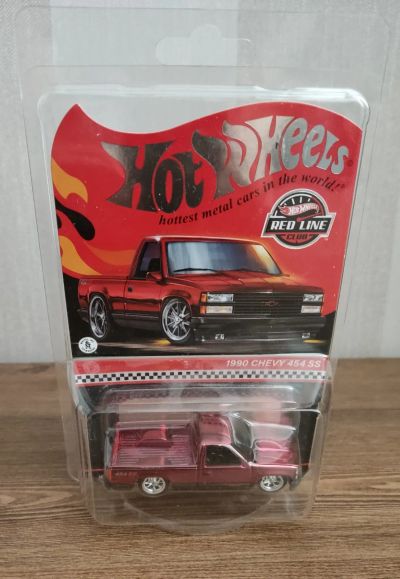 Hot Wheels®
hottest metal cars in the world.®
Hot Wheels
RED LINE
CLUB
1990 CHEVY 454 SS
454 SS